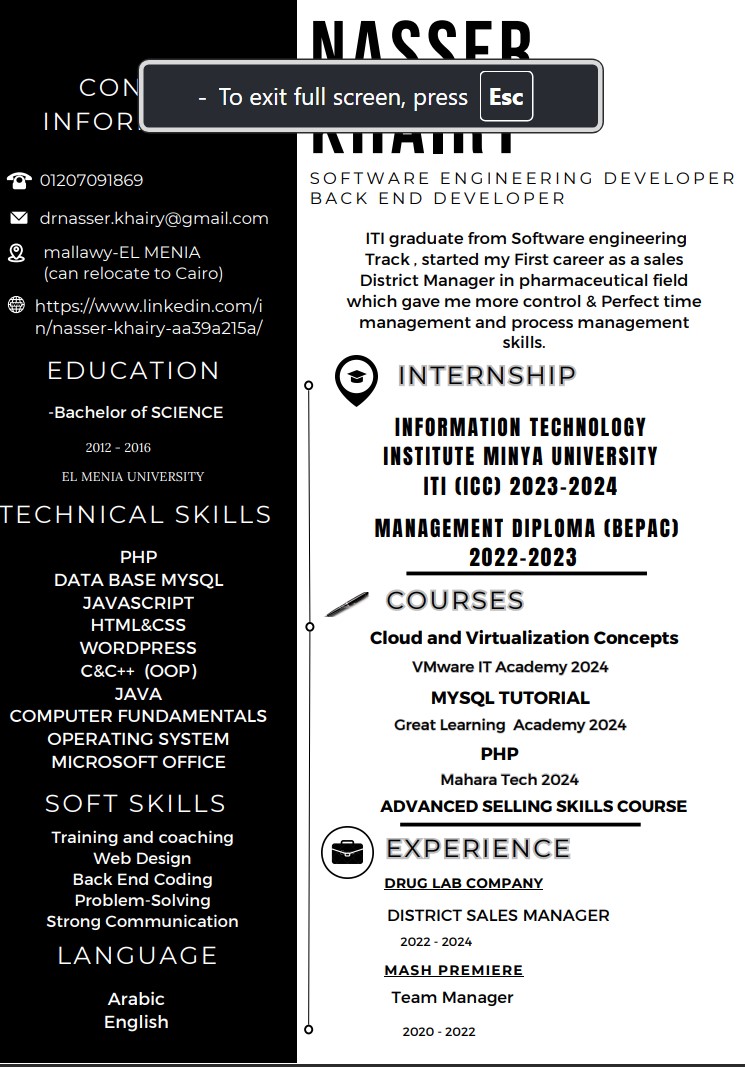 CON
INFOR
01207091869
drnasser.khairy@gmail.com
mallawy-EL MENIA
(can relocate to Cairo)
https://www.linkedin.com/i
n/nasser-khairy-aa39a215a/
EDUCATION
-Bachelor of SCIENCE
2012 - 2016
EL MENIA UNIVERSITY
TECHNICAL SKILLS
PHP
DATA BASE MYSQL
JAVASCRIPT
HTML&CSS
WORDPRESS
C&C++ (OOP)
JAVA
COMPUTER FUNDAMENTALS
OPERATING SYSTEM
MICROSOFT OFFICE
SOFT SKILLS
Training and coaching
Web Design
Back End Coding
Problem-Solving
Strong Communication
LANGUAGE
Arabic
English
NASSER
- To exit full screen, press Esc
KHAIRY
SOFTWARE ENGINEERING DEVELOPER
BACK END DEVELOPER
ITI graduate from Software engineering
Track , started my First career as a sales
District Manager in pharmaceutical field
which gave me more control & Perfect time
management and process management
skills.
INTERNSHIP
INFORMATION TECHNOLOGY
INSTITUTE MINYA UNIVERSITY
ITI (ICC) 2023-2024
MANAGEMENT DIPLOMA (BEPAC)
2022-2023
COURSES
Cloud and Virtualization Concepts
VMware IT Academy 2024
MYSQL TUTORIAL
Great Learning Academy 2024
PHP
Mahara Tech 2024
ADVANCED SELLING SKILLS COURSE
EXPERIENCE
DRUG LAB COMPANY
DISTRICT SALES MANAGER
2022 - 2024
MASH PREMIERE
Team Manager
2020 - 2022